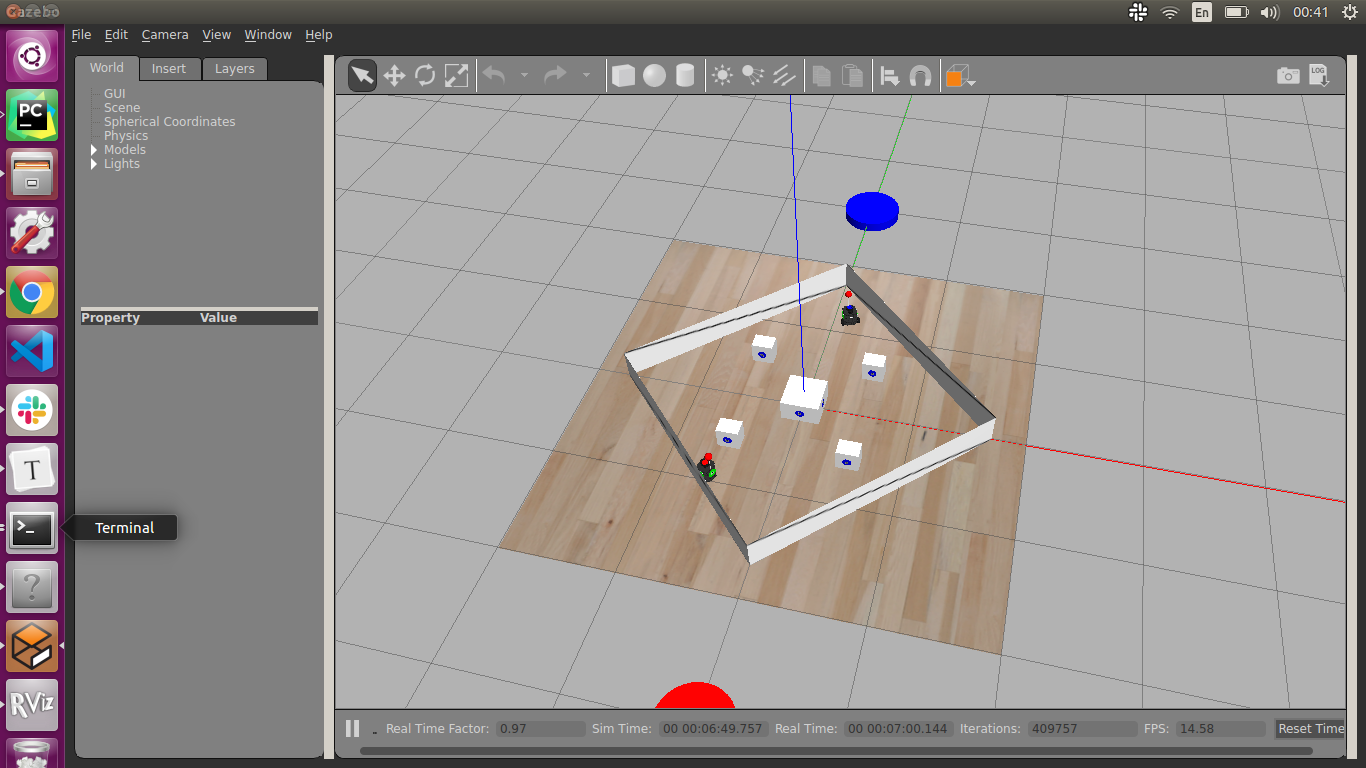 Gazebo
En
00:41
File Edit Camera View Window Help
World Insert Layers
LOG
GUI
Scene
Spherical Coordinates
Physics
Models
Lights
Property Value
PC
T
>_
Terminal
?
RViz
Real Time Factor: 0.97 Sim Time: 00 00:06:49.757 Real Time: 00 00:07:00.144 Iterations: 409757 FPS: 14.58 Reset Time